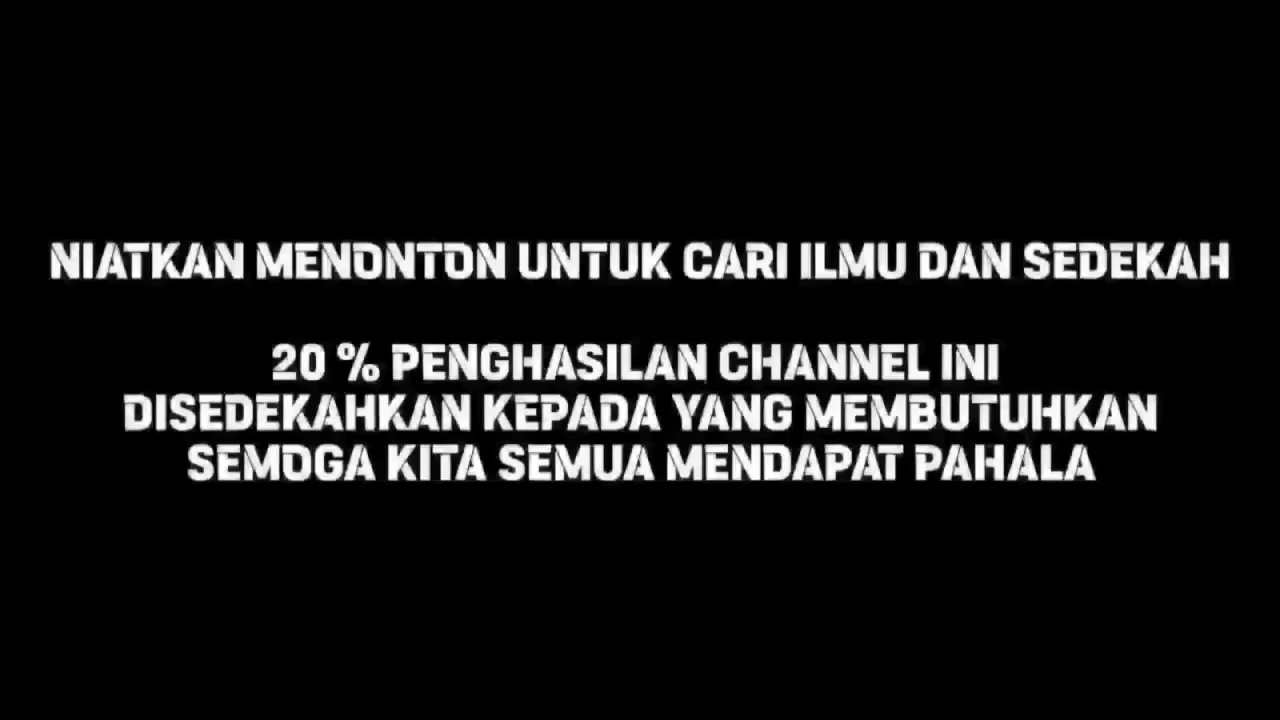 NIATKAN MENONTON UNTUK CARI ILMU DAN SEDEKAH
20 % PENGHASILAN CHANNEL INI
DISEDEKAHKAN KEPADA YANG MEMBUTUHKAN
SEMOGA KITA SEMUA MENDAPAT PAHALA